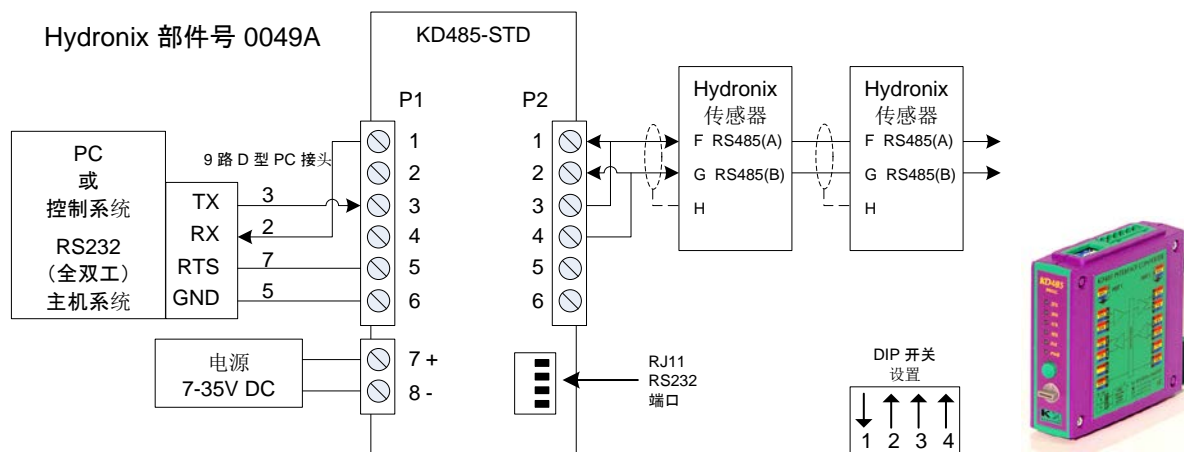 Hydronix 部件号 0049A
KD485-STD
P1
P2
1
2
3
4
5
6
7 +
8 -
1
2
3
4
5
6
PC
或
控制系统
RS232
（全双工）
主机系统
9 路 D 型 PC 接头
TX 3
RX 2
RTS 7
GND 5
电源
7-35V DC
RJ11
RS232
端口
Hydronix
传感器
F RS485(A)
G RS485(B)
H
Hydronix
传感器
F RS485(A)
G RS485(B)
H
DIP 开关
设置
1 2 3 4
KD485